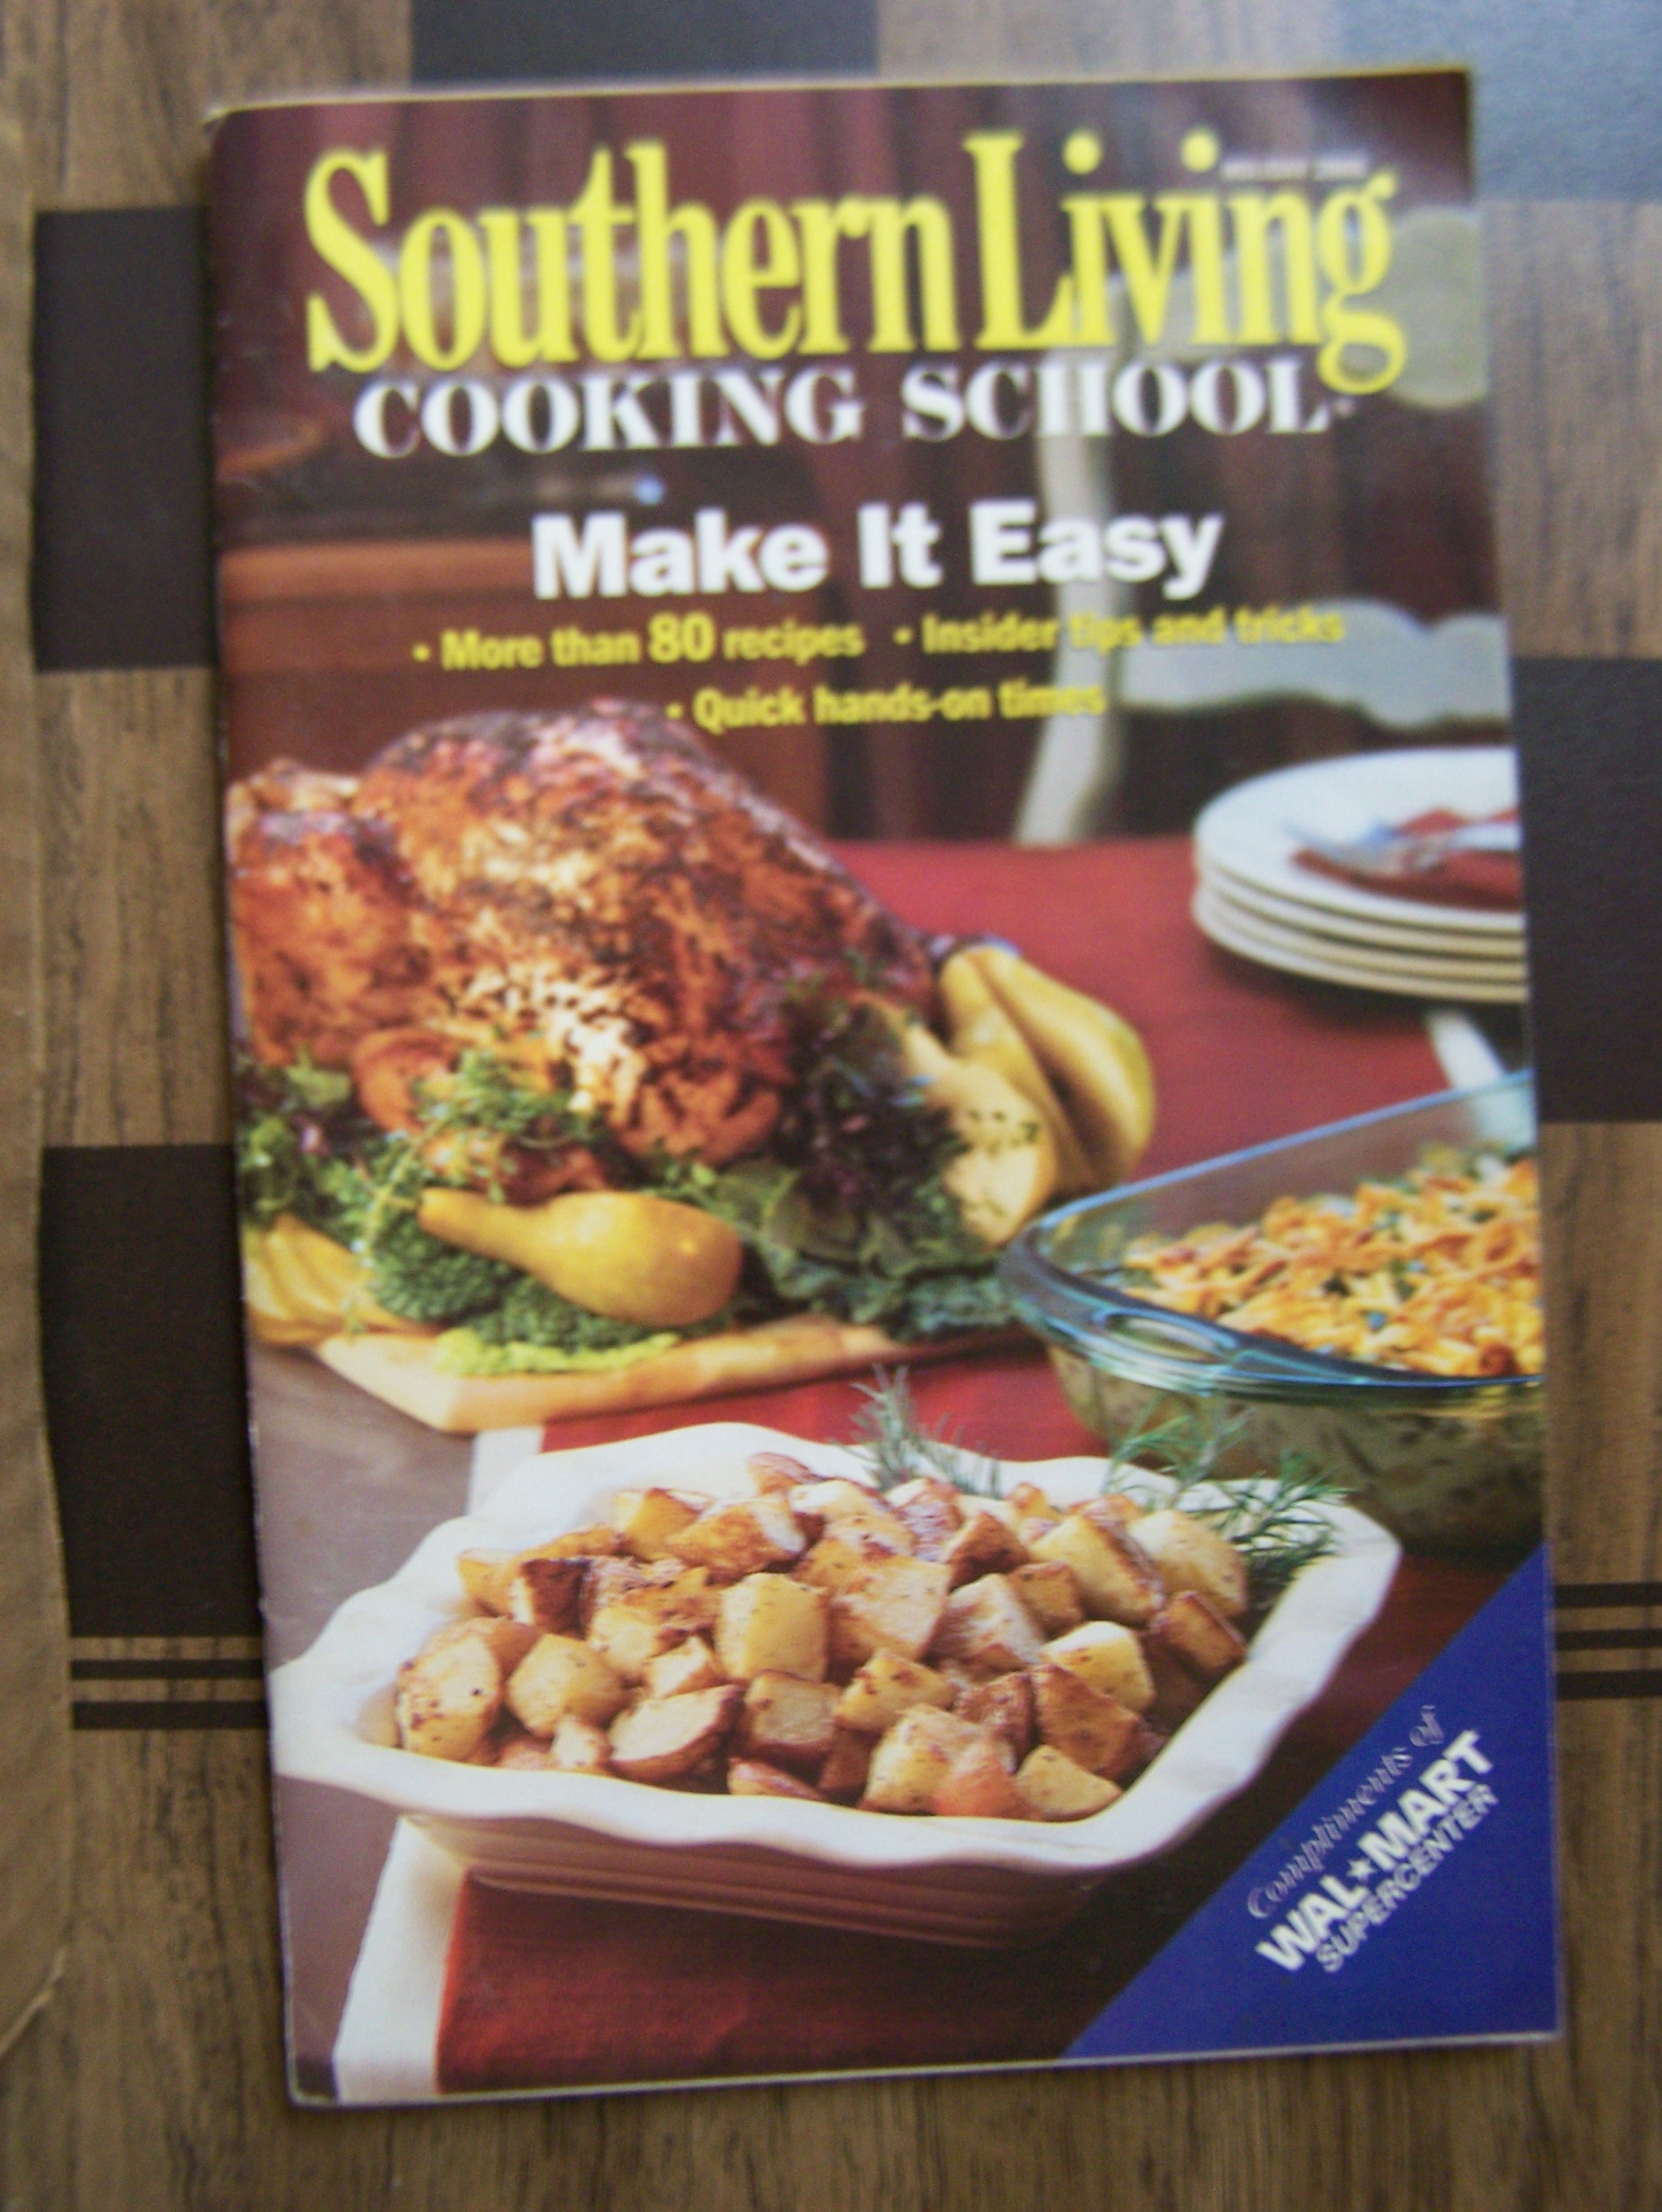 Southern Living
HOLIDAY
COOKING SCHOOL
Make It Easy
• More than 80 recipes • Insider tips and tricks
• Quick hands-on times
Compliments of
WAL★MART
SUPERCENTER